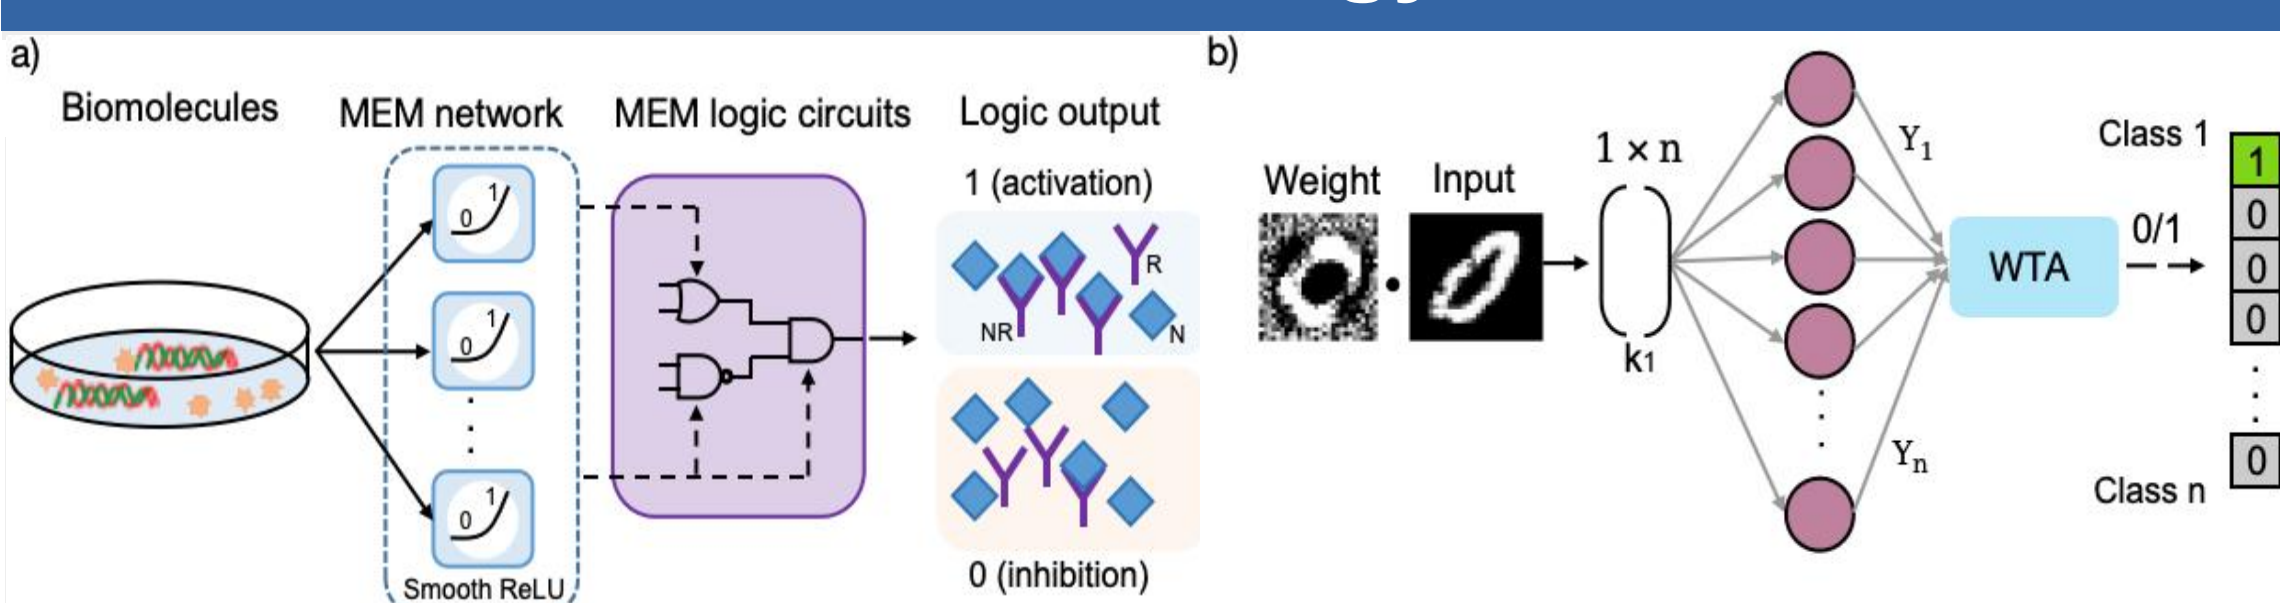 a)
Biomolecules
MEM network
MEM logic circuits
Logic output
0 1
0 1
0 1
Smooth ReLU
1 (activation)
R
NR
N
0 (inhibition)
b)
Weight
Input
1 × n
k1
Y1
Yn
WTA
0/1
Class 1
1
0
0
0
0
Class n